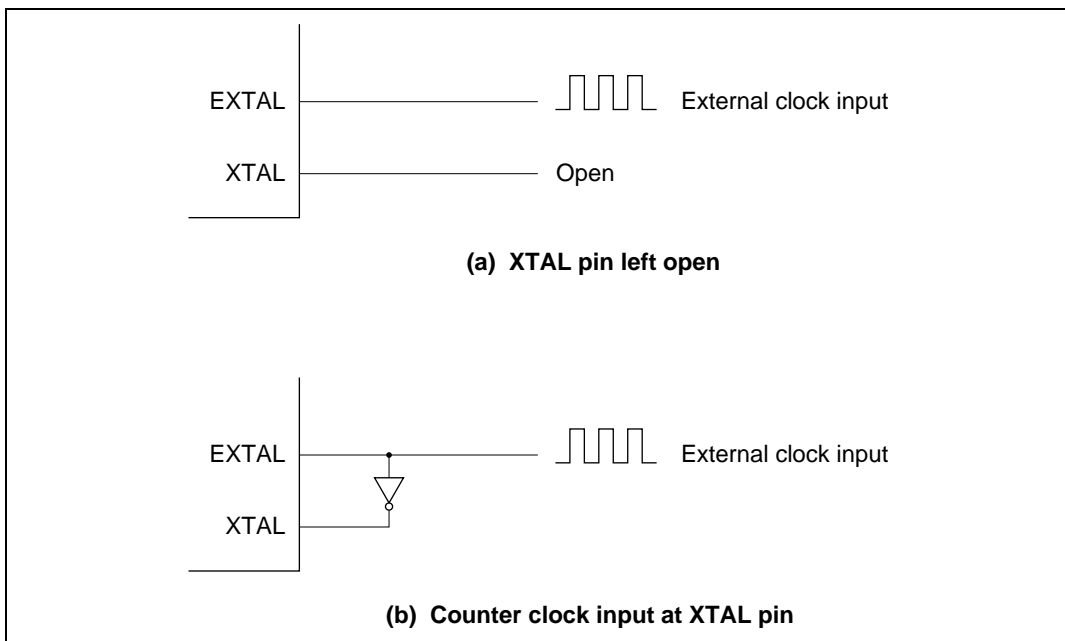 EXTAL External clock input
XTAL Open
(a) XTAL pin left open
EXTAL External clock input
XTAL
(b) Counter clock input at XTAL pin